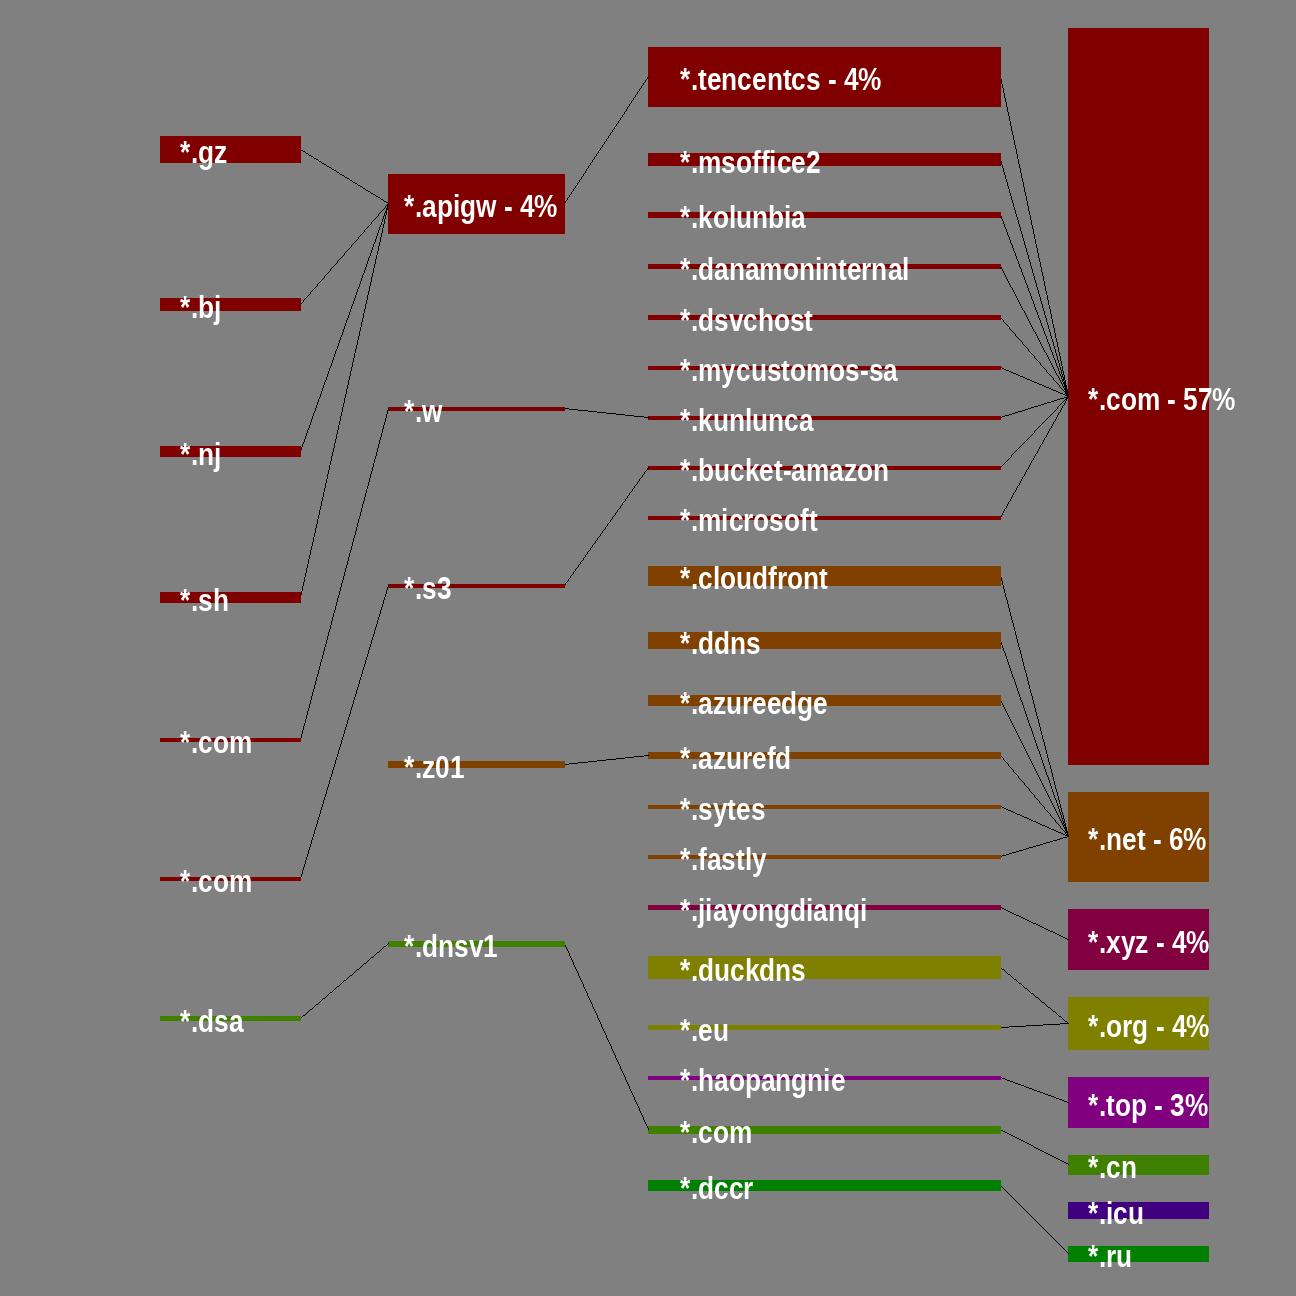 *.gz
*.bj
*.nj
*.sh
*.com
*.com
*.dsa
*.apigw - 4%
*.w
*.s3
*.z01
*.dnsv1
*.tencentcs - 4%
*.msoffice2
*.kolunbia
*.danamoninternal
*.dsvchost
*.mycustomos-sa
*.kunlunca
*.bucket-amazon
*.microsoft
*.cloudfront
*.ddns
*.azureedge
*.azurefd
*.sytes
*.fastly
*.jiayongdianqi
*.duckdns
*.eu
*.haopangnie
*.com
*.dccr
*.com - 57%
*.net - 6%
*.xyz - 4%
*.org - 4%
*.top - 3%
*.cn
*.icu
*.ru